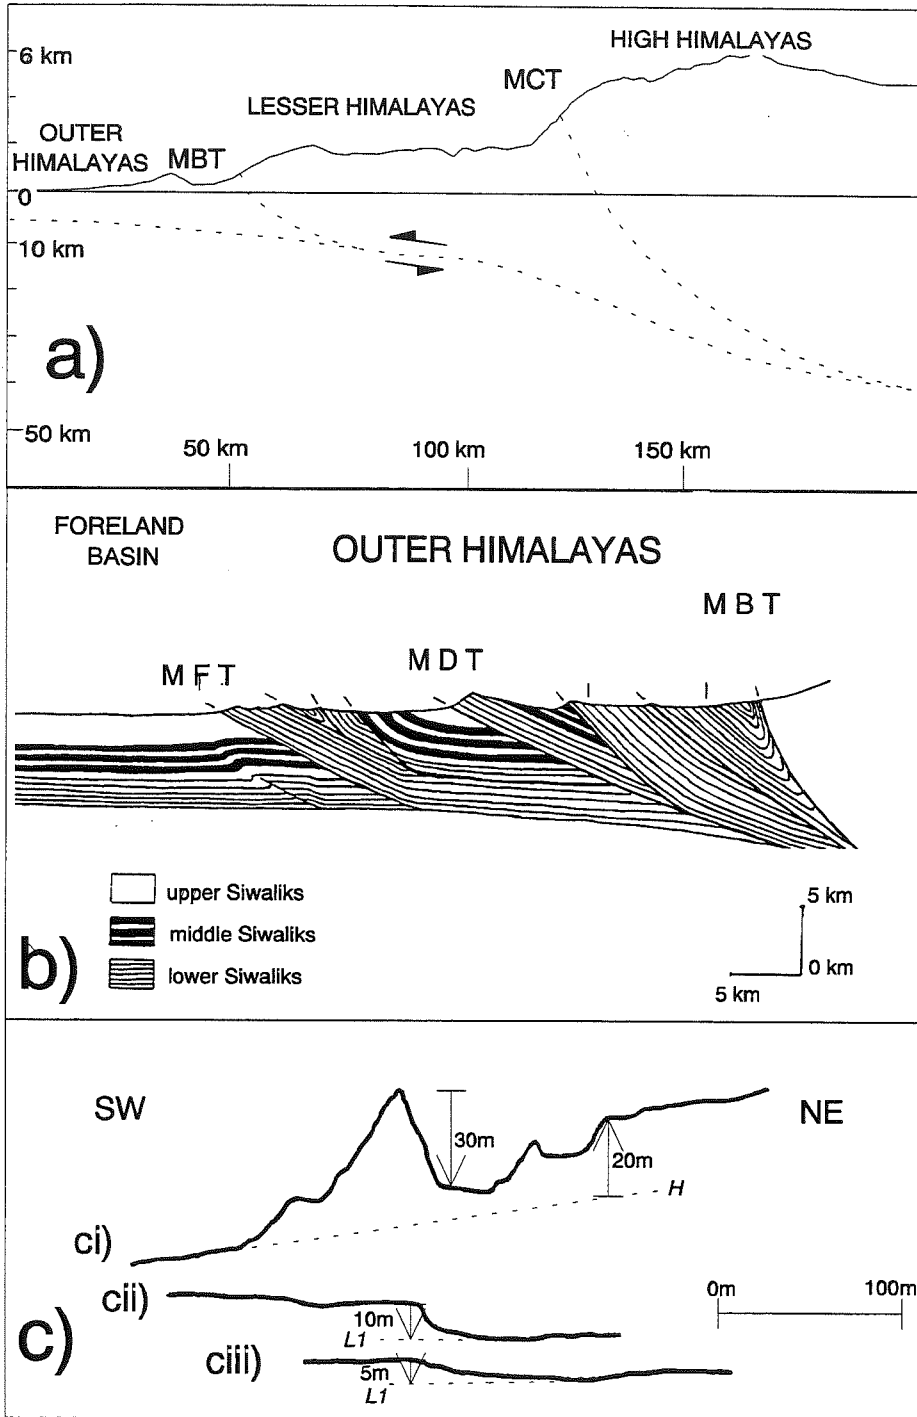 6 km
HIGH HIMALAYAS
MCT
LESSER HIMALAYAS
OUTER
HIMALAYAS
MBT
0
10 km
a)
50 km
50 km
100 km
150 km
FORELAND
BASIN
OUTER HIMALAYAS
M B T
M D T
M F T
upper Siwaliks
middle Siwaliks
lower Siwaliks
b)
5 km
0 km
5 km
SW
NE
30m
20m
H
ci)
cii)
10m
L1
0m
100m
c)
ciii)
5m
L1